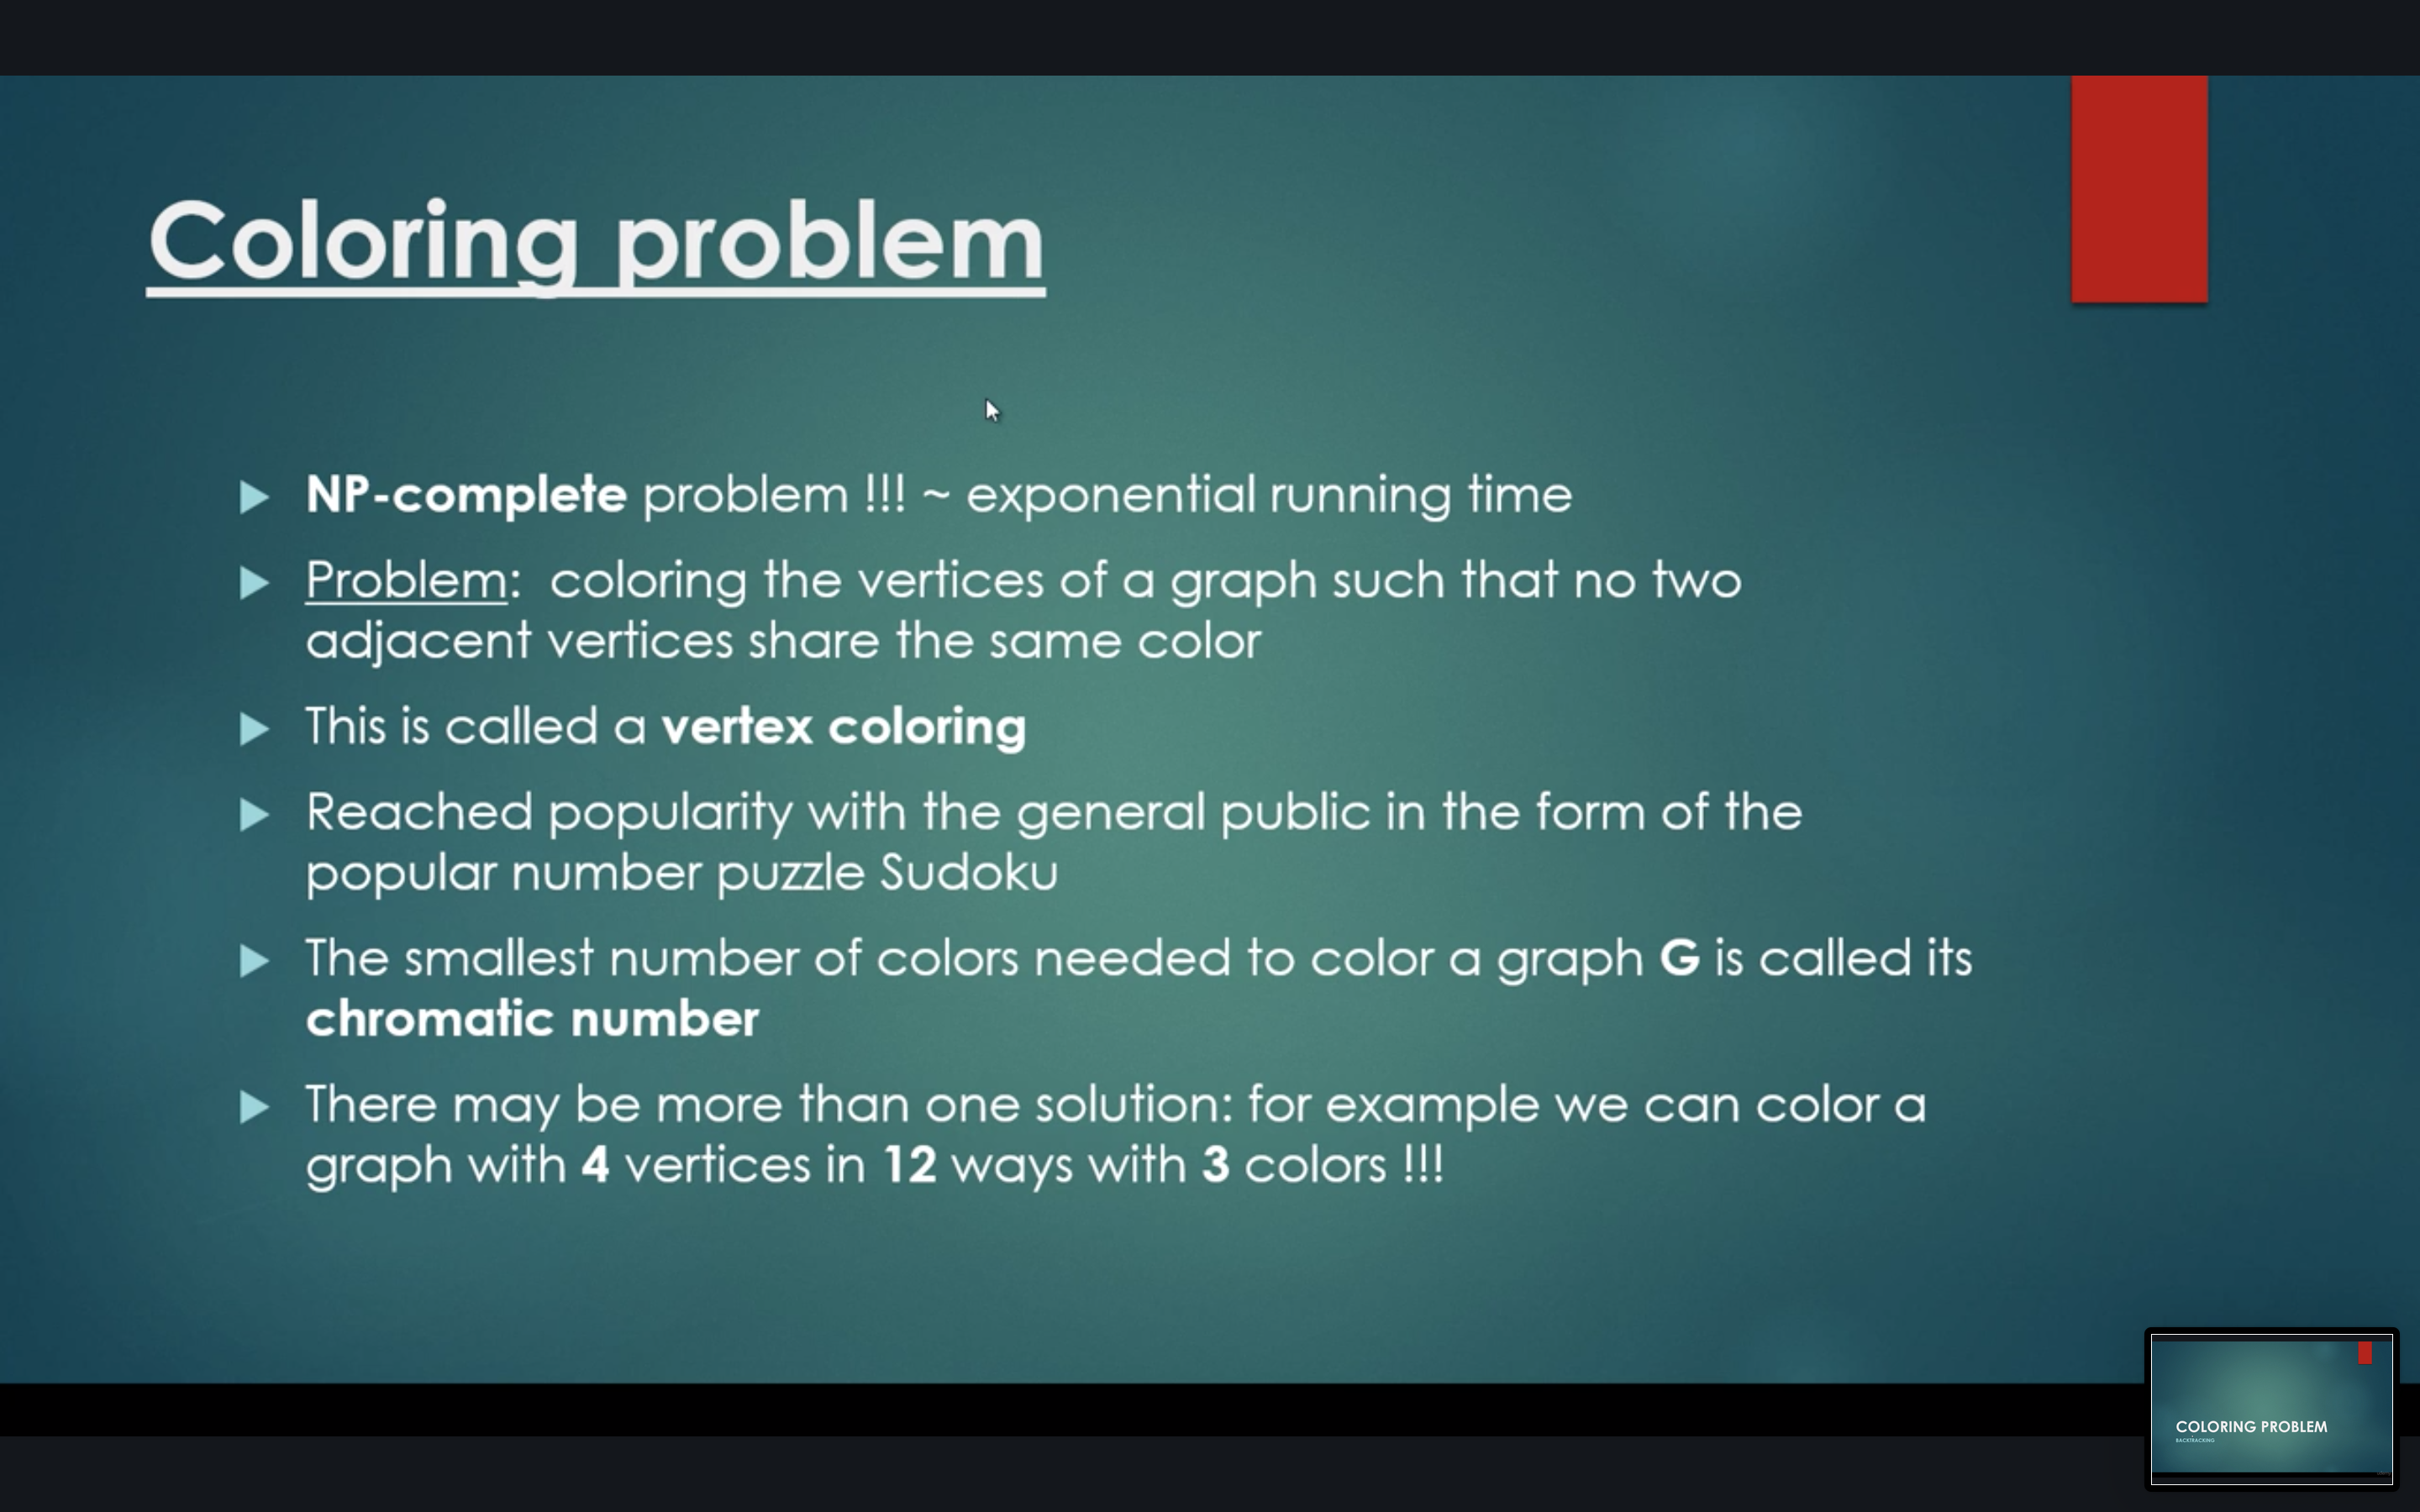 Coloring problem
NP-complete problem !!! ~ exponential running time
Problem: coloring the vertices of a graph such that no two
adjacent vertices share the same color
This is called a vertex coloring
Reached popularity with the general public in the form of the
popular number puzzle Sudoku
The smallest number of colors needed to color a graph G is called its
chromatic number
There may be more than one solution: for example we can color a
graph with 4 vertices in 12 ways with 3 colors !!!
COLORING PROBLEM
BACKTRACKING